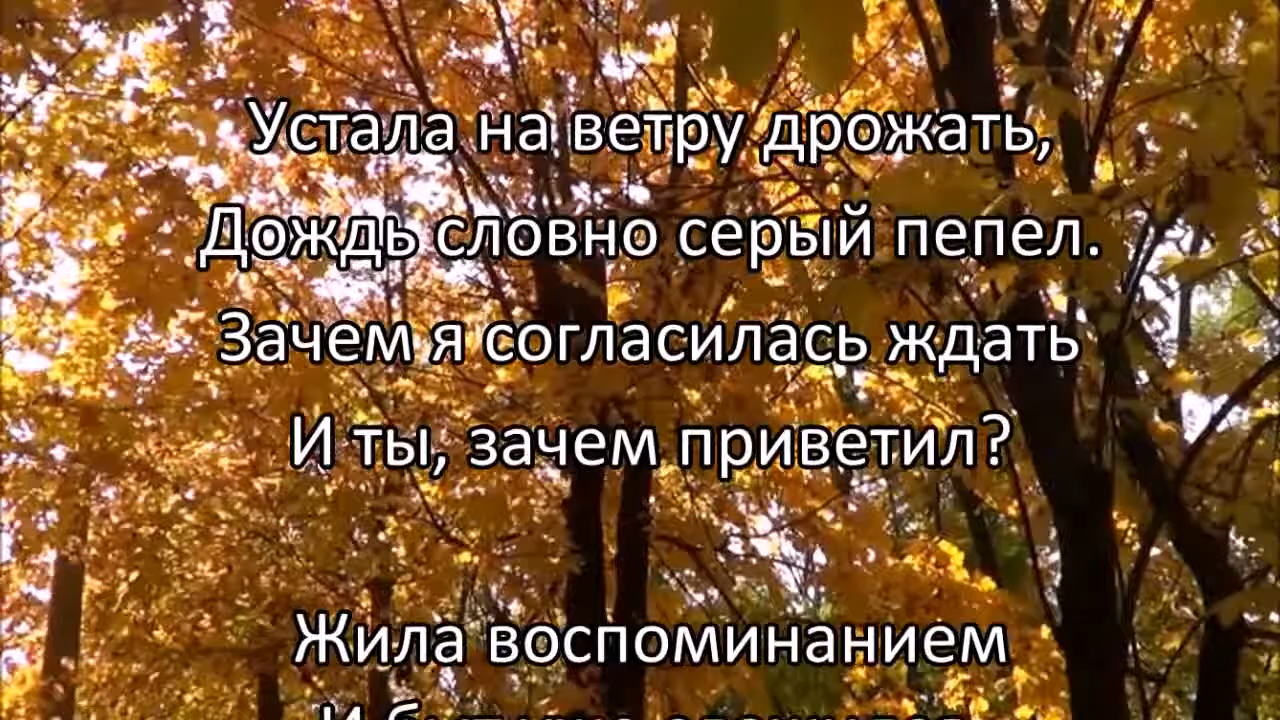 Устала на ветру дрожать,
Дождь словно серый пепел.
Зачем я согласилась ждать
И ты, зачем приветил?
Жила воспоминанием